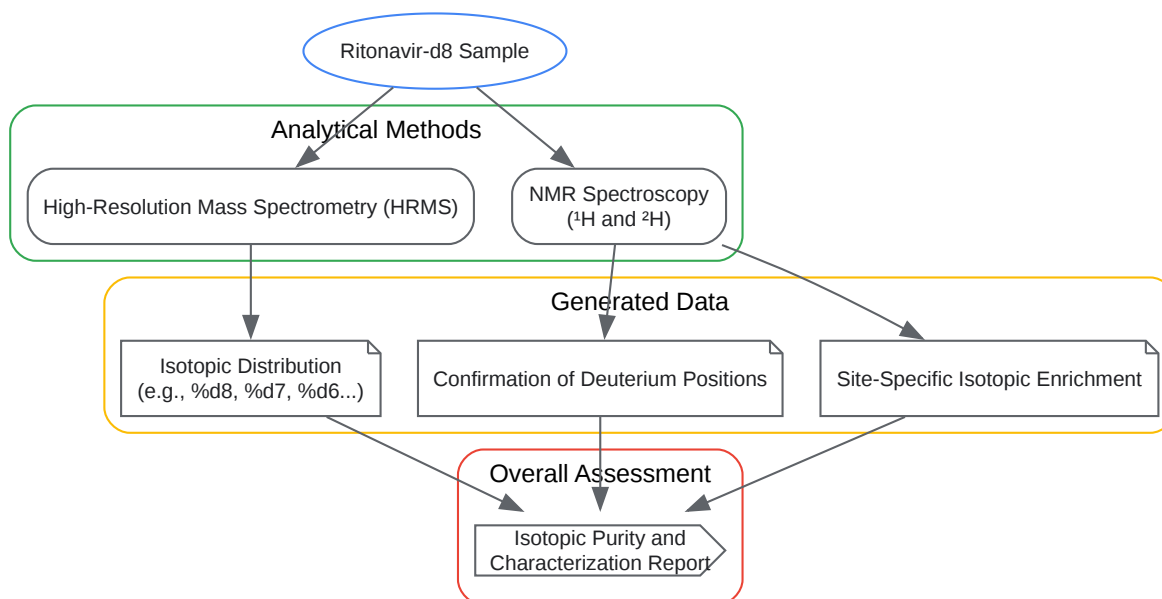 Ritonavir-d8 Sample
Analytical Methods
High-Resolution Mass Spectrometry (HRMS)
NMR Spectroscopy
(¹H and ²H)
Generated Data
Isotopic Distribution
(e.g., %d8, %d7, %d6...)
Confirmation of Deuterium Positions
Site-Specific Isotopic Enrichment
Overall Assessment
Isotopic Purity and
Characterization Report